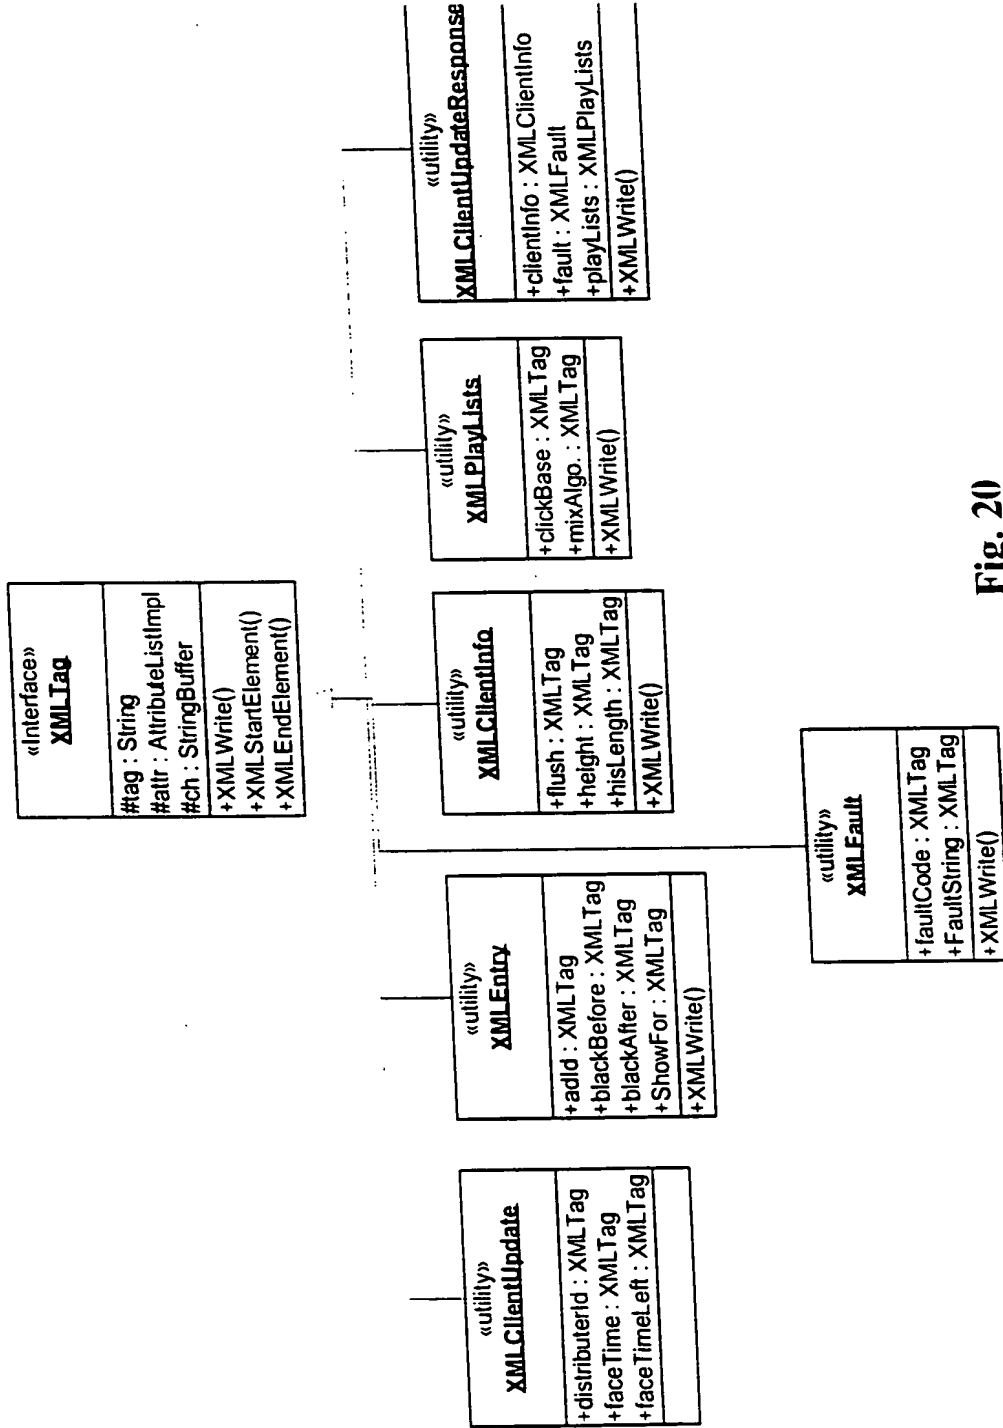 «Interface»
XMLTag
#tag : String
#attr : AttributeListImpl
#ch : StringBuffer
+XMLWrite()
+XMLStartElement()
+XMLEndElement()
«utility»
XMLClientUpdate
+distributerId : XMLTag
+faceTime : XMLTag
+faceTimeLeft : XMLTag
«utility»
XMLEntry
+adId : XMLTag
+blackBefore : XMLTag
+blackAfter : XMLTag
+ShowFor : XMLTag
+XMLWrite()
«utility»
XMLClientInfo
+flush : XMLTag
+height : XMLTag
+hisLength : XMLTag
+XMLWrite()
«utility»
XMLPlayLists
+clickBase : XMLTag
+mixAlgo. : XMLTag
+XMLWrite()
«utility»
XMLClientUpdateResponse
+clientInfo : XMLClientInfo
+fault : XMLFault
+playLists : XMLPlayLists
+XMLWrite()
«utility»
XMLFault
+faultCode : XMLTag
+FaultString : XMLTag
+XMLWrite()
Fig. 20